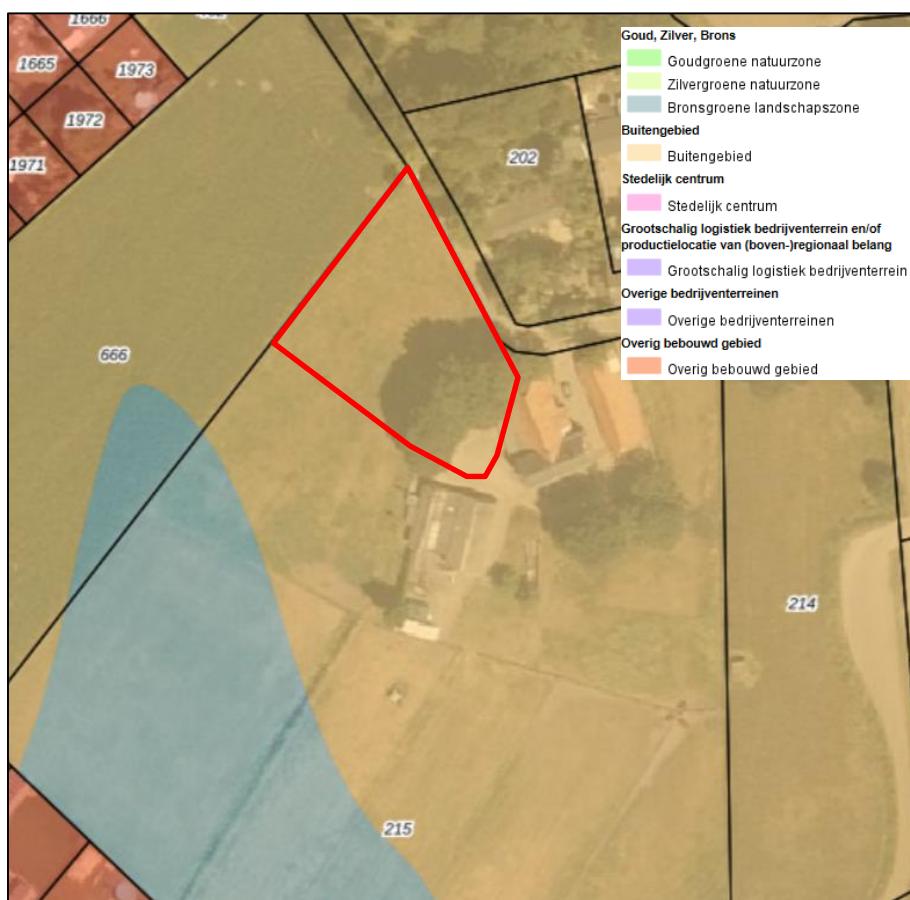 1666
1665
1973
1972
1971
202
666
214
215
Goud, Zilver, Brons
Goudgroene natuurzone
Zilvergroene natuurzone
Bronsgroene landschapszone
Buitengebied
Buitengebied
Stedelijk centrum
Stedelijk centrum
Grootschalig logistiek bedrijventerrein en/of
productielocatie van (boven-)regionaal belang
Grootschalig logistiek bedrijventerrein
Overige bedrijventerreinen
Overige bedrijventerreinen
Overig bebouwd gebied
Overig bebouwd gebied